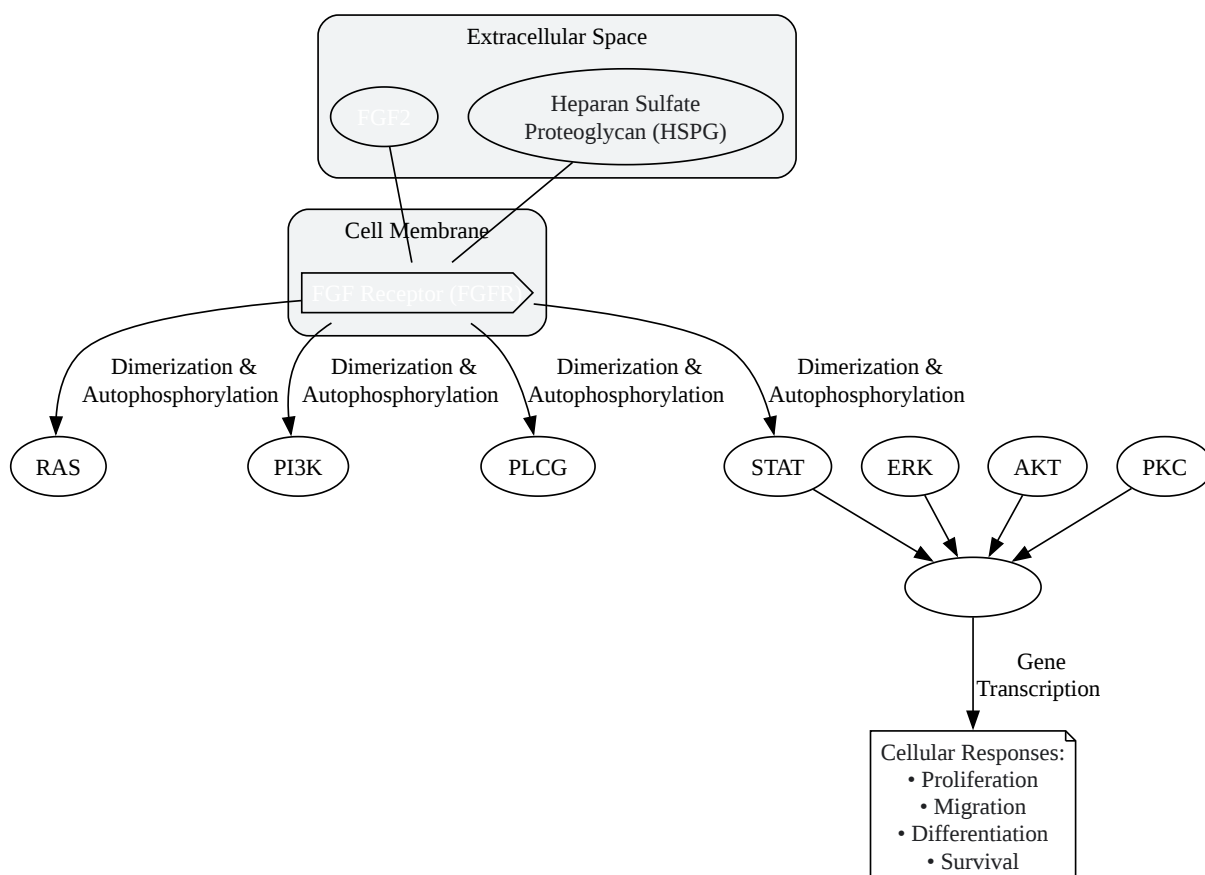 Extracellular Space
FGF2
Heparan Sulfate
Proteoglycan (HSPG)
Cell Membrane
FGF Receptor (FGFR)
Dimerization &
Autophosphorylation
Dimerization &
Autophosphorylation
Dimerization &
Autophosphorylation
Dimerization &
Autophosphorylation
RAS
PI3K
PLCG
STAT
ERK
AKT
PKC
Gene
Transcription
Cellular Responses:
• Proliferation
• Migration
• Differentiation
• Survival